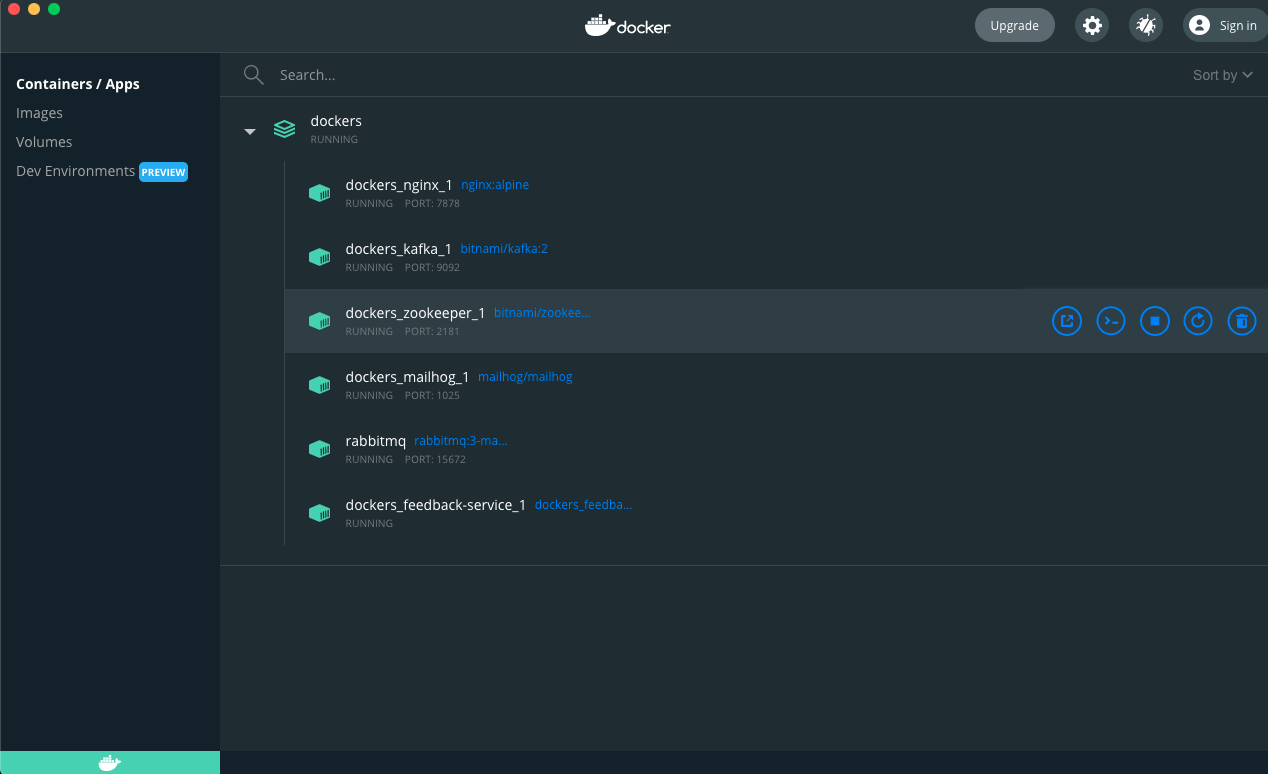 docker
Upgrade
Sign in
Containers / Apps
Images
Volumes
Dev Environments PREVIEW
Search...
Sort by
dockers
RUNNING
dockers_nginx_1 nginx:alpine
RUNNING PORT: 7878
dockers_kafka_1 bitnami/kafka:2
RUNNING PORT: 9092
dockers_zookeeper_1 bitnami/zookee...
RUNNING PORT: 2181
dockers_mailhog_1 mailhog/mailhog
RUNNING PORT: 1025
rabbitmq rabbitmq:3-ma...
RUNNING PORT: 15672
dockers_feedback-service_1 dockers_feedba...
RUNNING